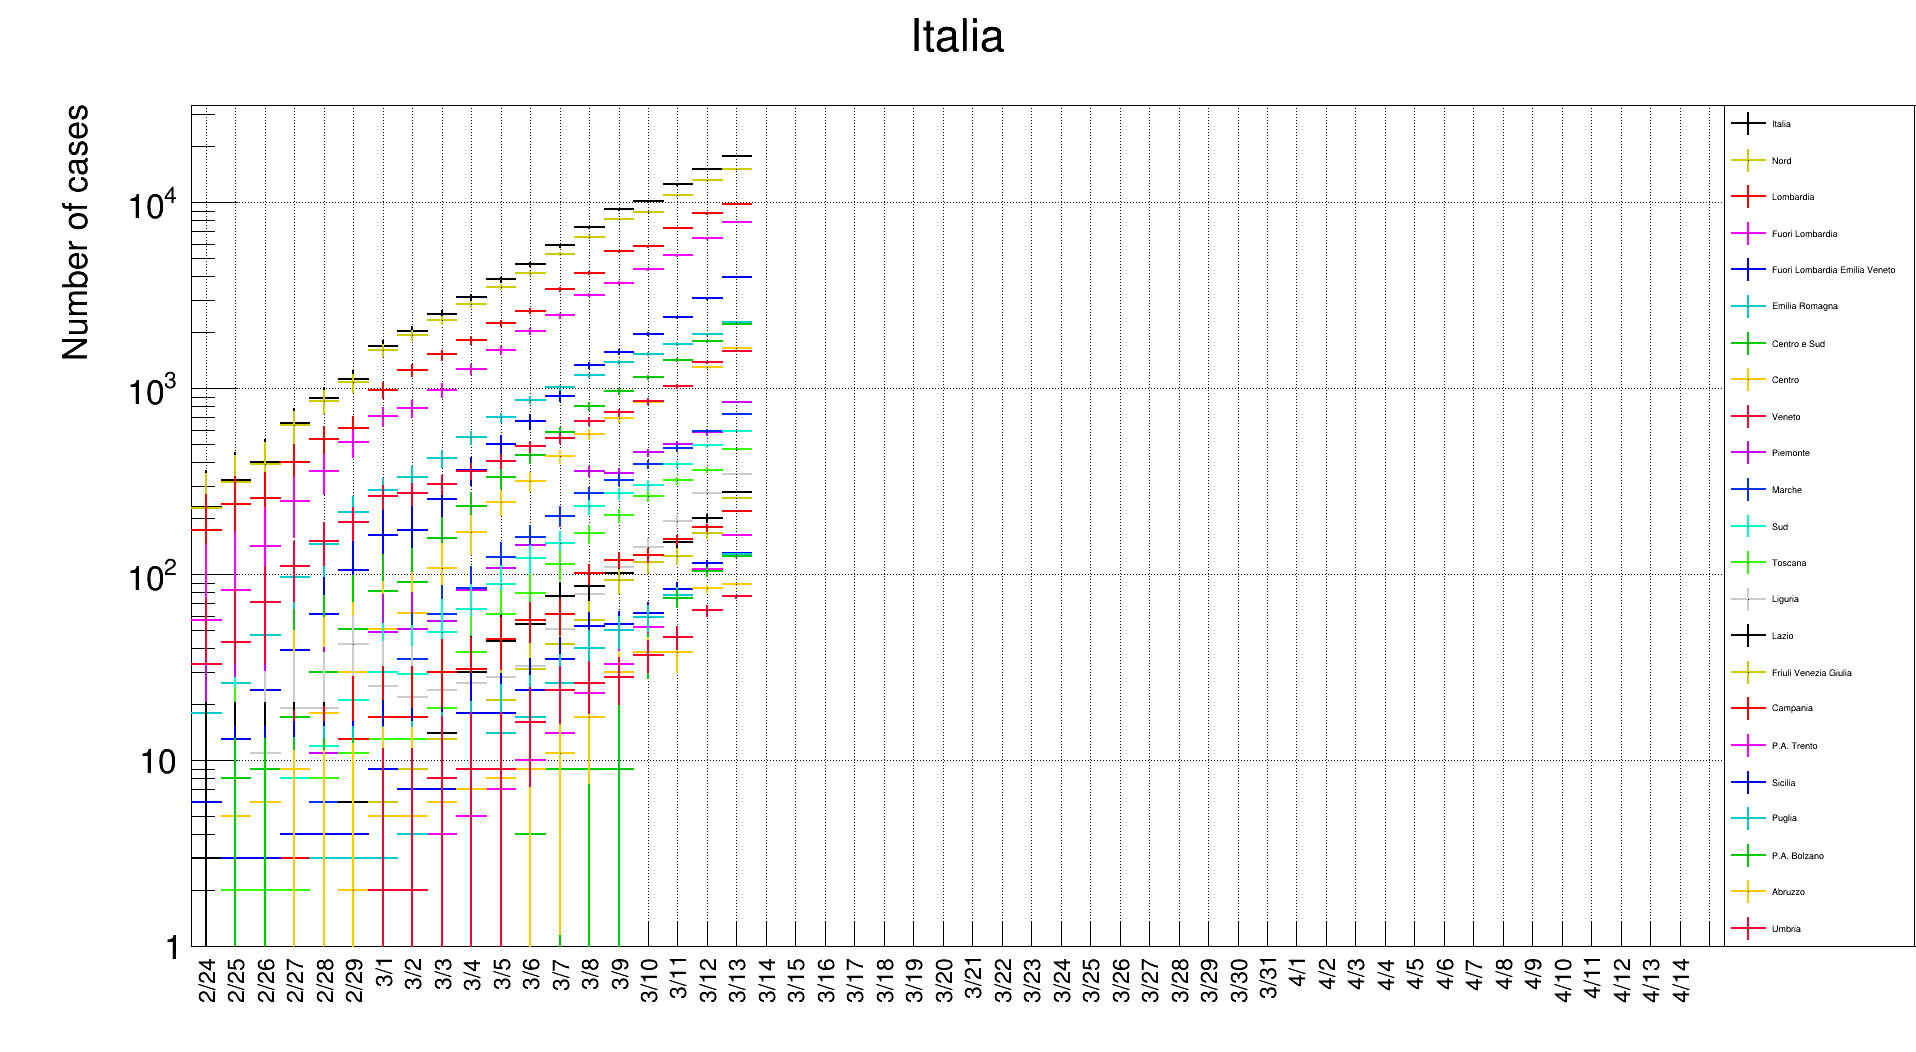 Italia
Number of cases
10^4
10^3
10^2
10
1
2/24
2/25
2/26
2/27
2/28
2/29
3/1
3/2
3/3
3/4
3/5
3/6
3/7
3/8
3/9
3/10
3/11
3/12
3/13
3/14
3/15
3/16
3/17
3/18
3/19
3/20
3/21
3/22
3/23
3/24
3/25
3/26
3/27
3/28
3/29
3/30
3/31
4/1
4/2
4/3
4/4
4/5
4/6
4/7
4/8
4/9
4/10
4/11
4/12
4/13
4/14
Italia
Nord
Lombardia
Fuori Lombardia
Fuori Lombardia Emilia Veneto
Emilia Romagna
Centro e Sud
Centro
Veneto
Piemonte
Marche
Sud
Toscana
Liguria
Lazio
Friuli Venezia Giulia
Campania
P.A. Trento
Sicilia
Puglia
P.A. Bolzano
Abruzzo
Umbria